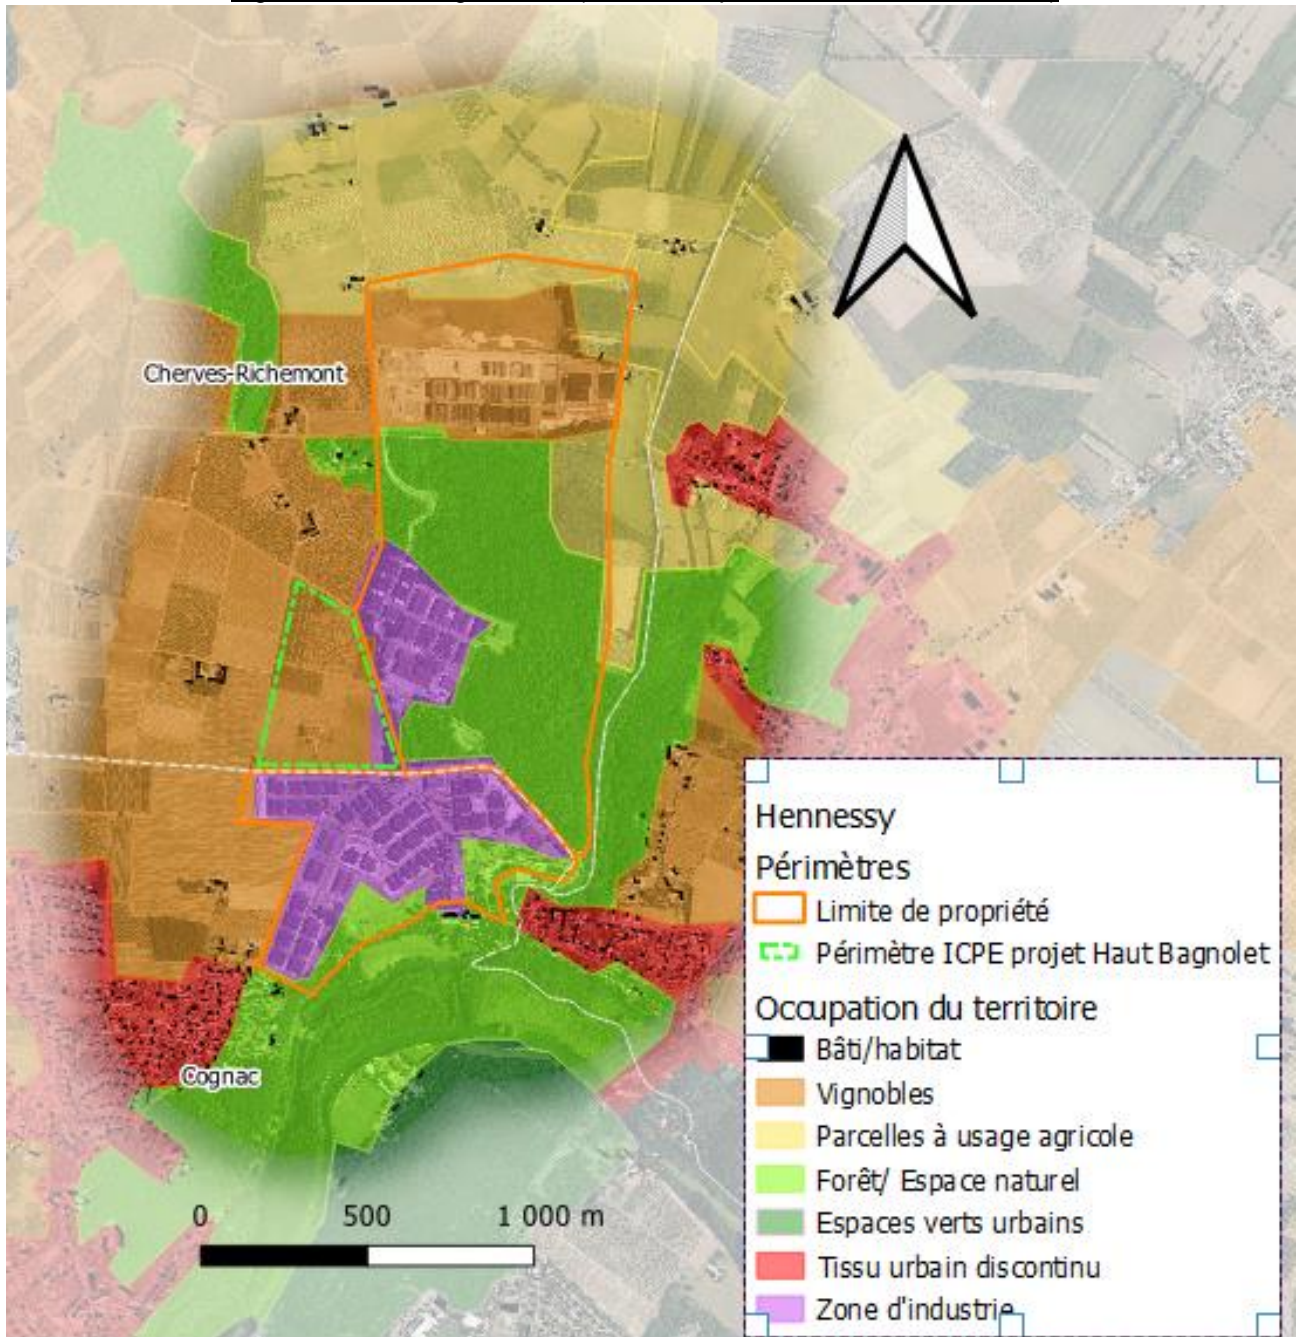 Cherves-Richemont
Cognac
0 500 1 000 m
Hennessy
Périmètres
Limite de propriété
Périmètre ICPE projet Haut Bagnolet
Occupation du territoire
Bâti/habitat
Vignobles
Parcelles à usage agricole
Forêt/ Espace naturel
Espaces verts urbains
Tissu urbain discontinu
Zone d'industrie